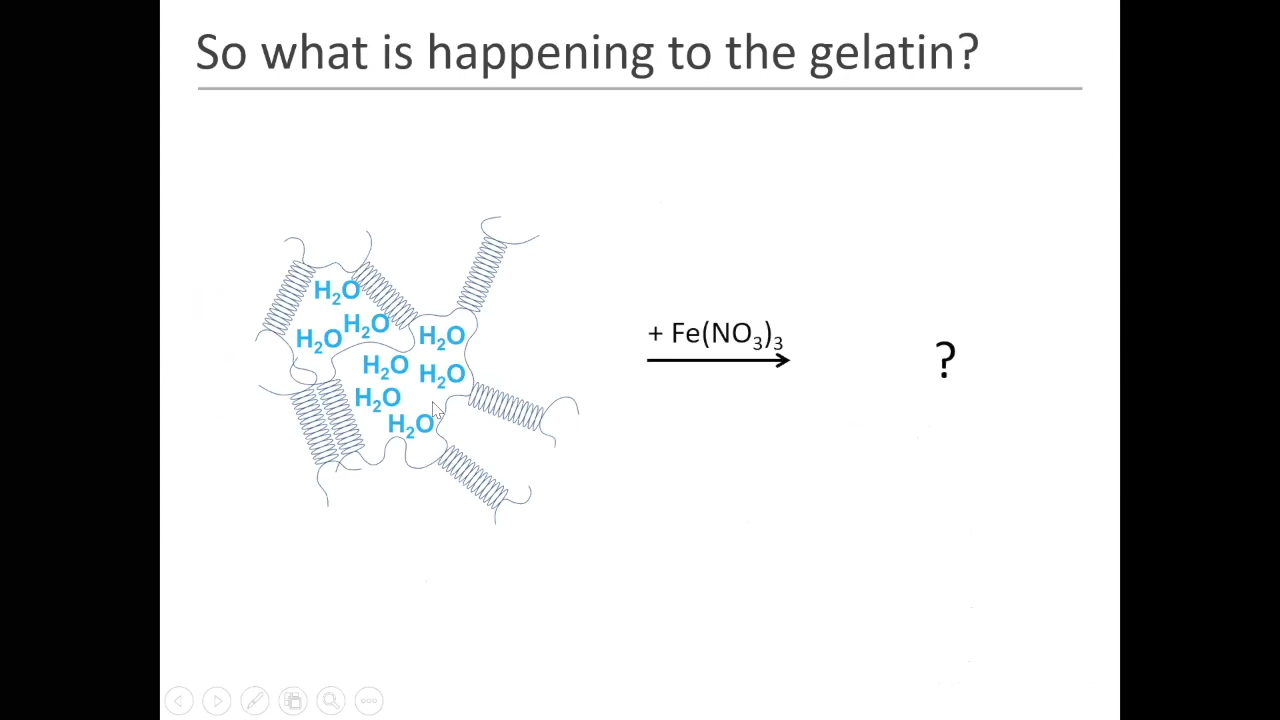 So what is happening to the gelatin?
H₂O
H₂O
H₂O
H₂O
H₂O
H₂O
H₂O
H₂O
+ Fe(NO₃)₃
?